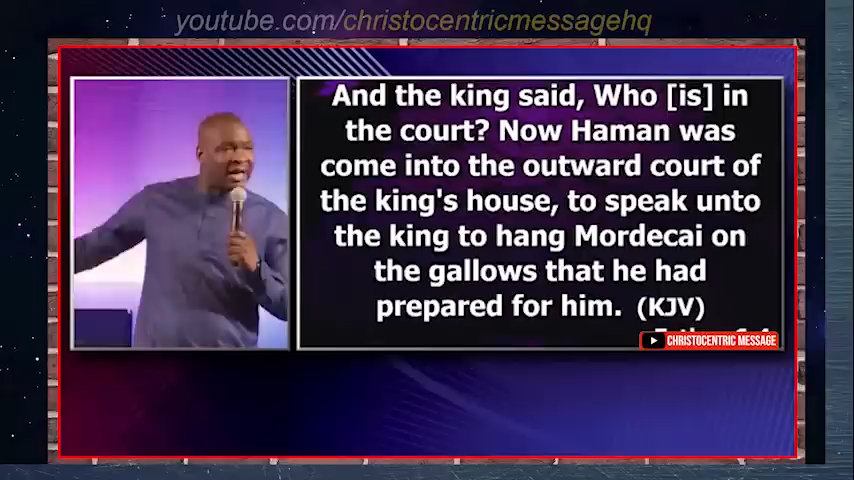 youtube.com/christocentricmessagehq
And the king said, Who [is] in
the court? Now Haman was
come into the outward court of
the king's house, to speak unto
the king to hang Mordecai on
the gallows that he had
prepared for him. (KJV)
CHRISTOCENTRIC MESSAGE